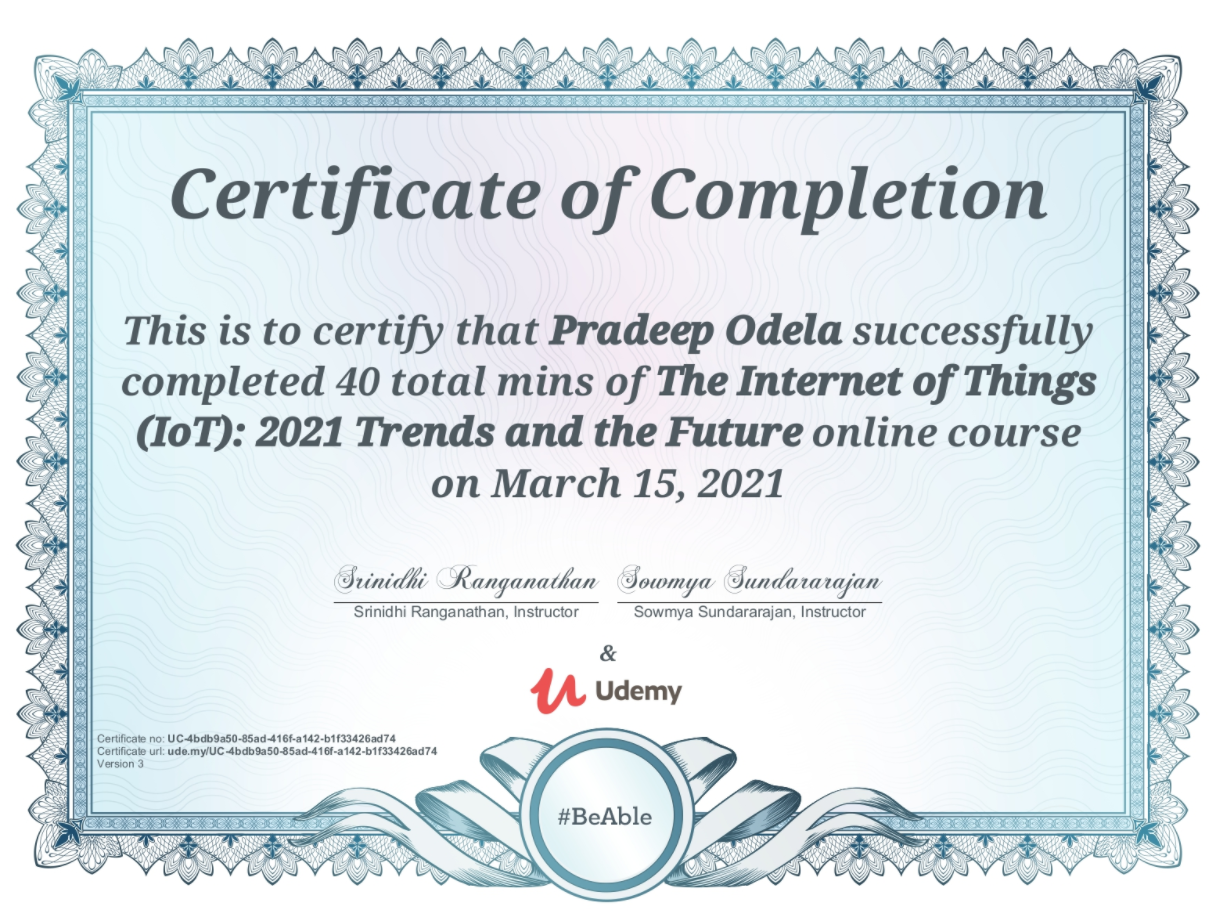 Certificate of Completion
This is to certify that Pradeep Odela successfully
completed 40 total mins of The Internet of Things
(IoT): 2021 Trends and the Future online course
on March 15, 2021
Srinidhi Ranganathan Sowmya Sundararajan
Srinidhi Ranganathan, Instructor Sowmya Sundararajan, Instructor
&
Udemy
Certificate no: UC-4bdb9a50-85ad-416f-a142-b1f33426ad74
Certificate url: ude.my/UC-4bdb9a50-85ad-416f-a142-b1f33426ad74
Version 3
#BeAble